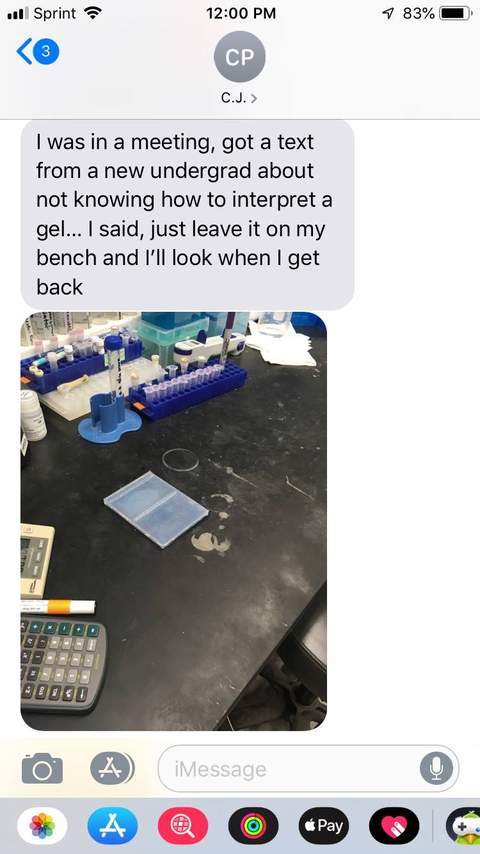 Sprint 12:00 PM 83%
3
CP
C.J.
I was in a meeting, got a text
from a new undergrad about
not knowing how to interpret a
gel... I said, just leave it on my
bench and I'll look when I get
back
iMessage
Pay